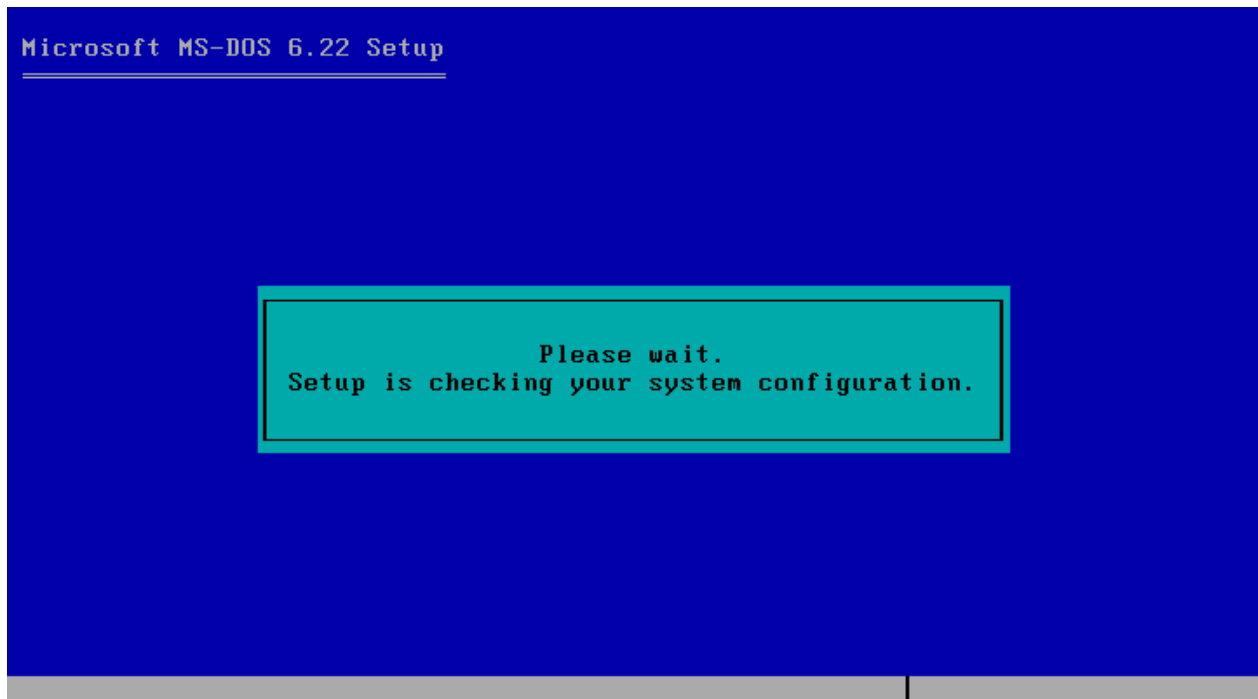 Microsoft MS-DOS 6.22 Setup
Please wait.
Setup is checking your system configuration.